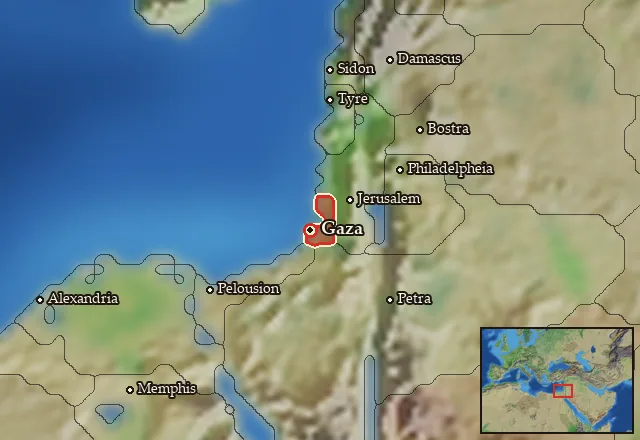 Damascus
Sidon
Tyre
Bostra
Philadelpheia
Jerusalem
Gaza
Pelousion
Alexandria
Petra
Memphis